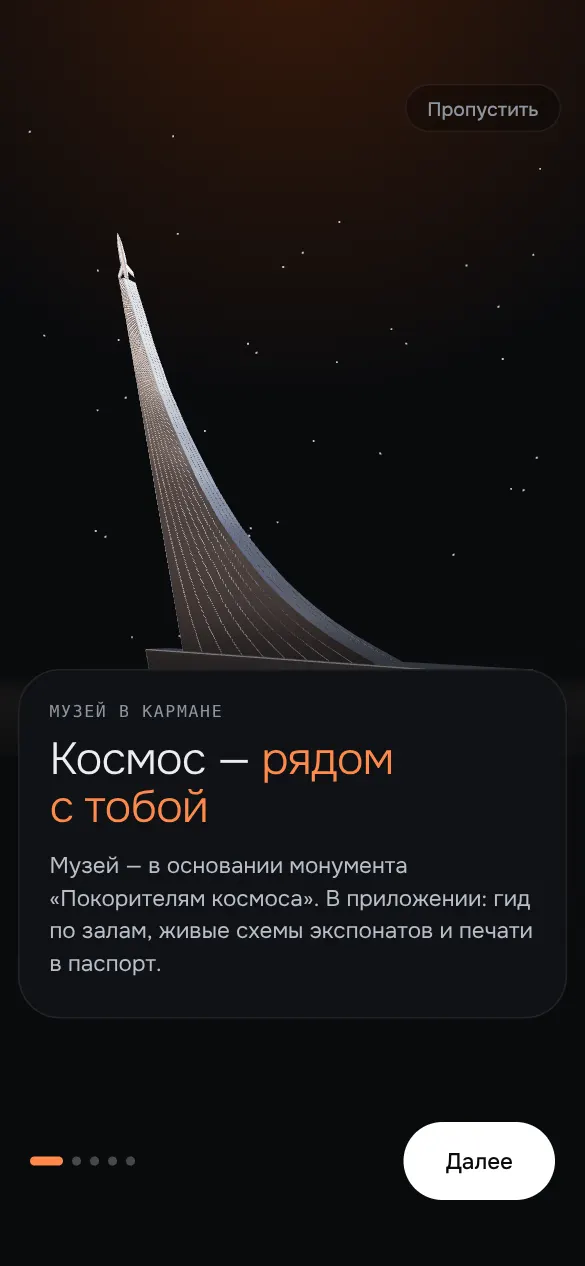 Пропустить
МУЗЕЙ В КАРМАНЕ
Космос — рядом
с тобой
Музей — в основании монумента
«Покорителям космоса». В приложении: гид
по залам, живые схемы экспонатов и печати
в паспорт.
Далее